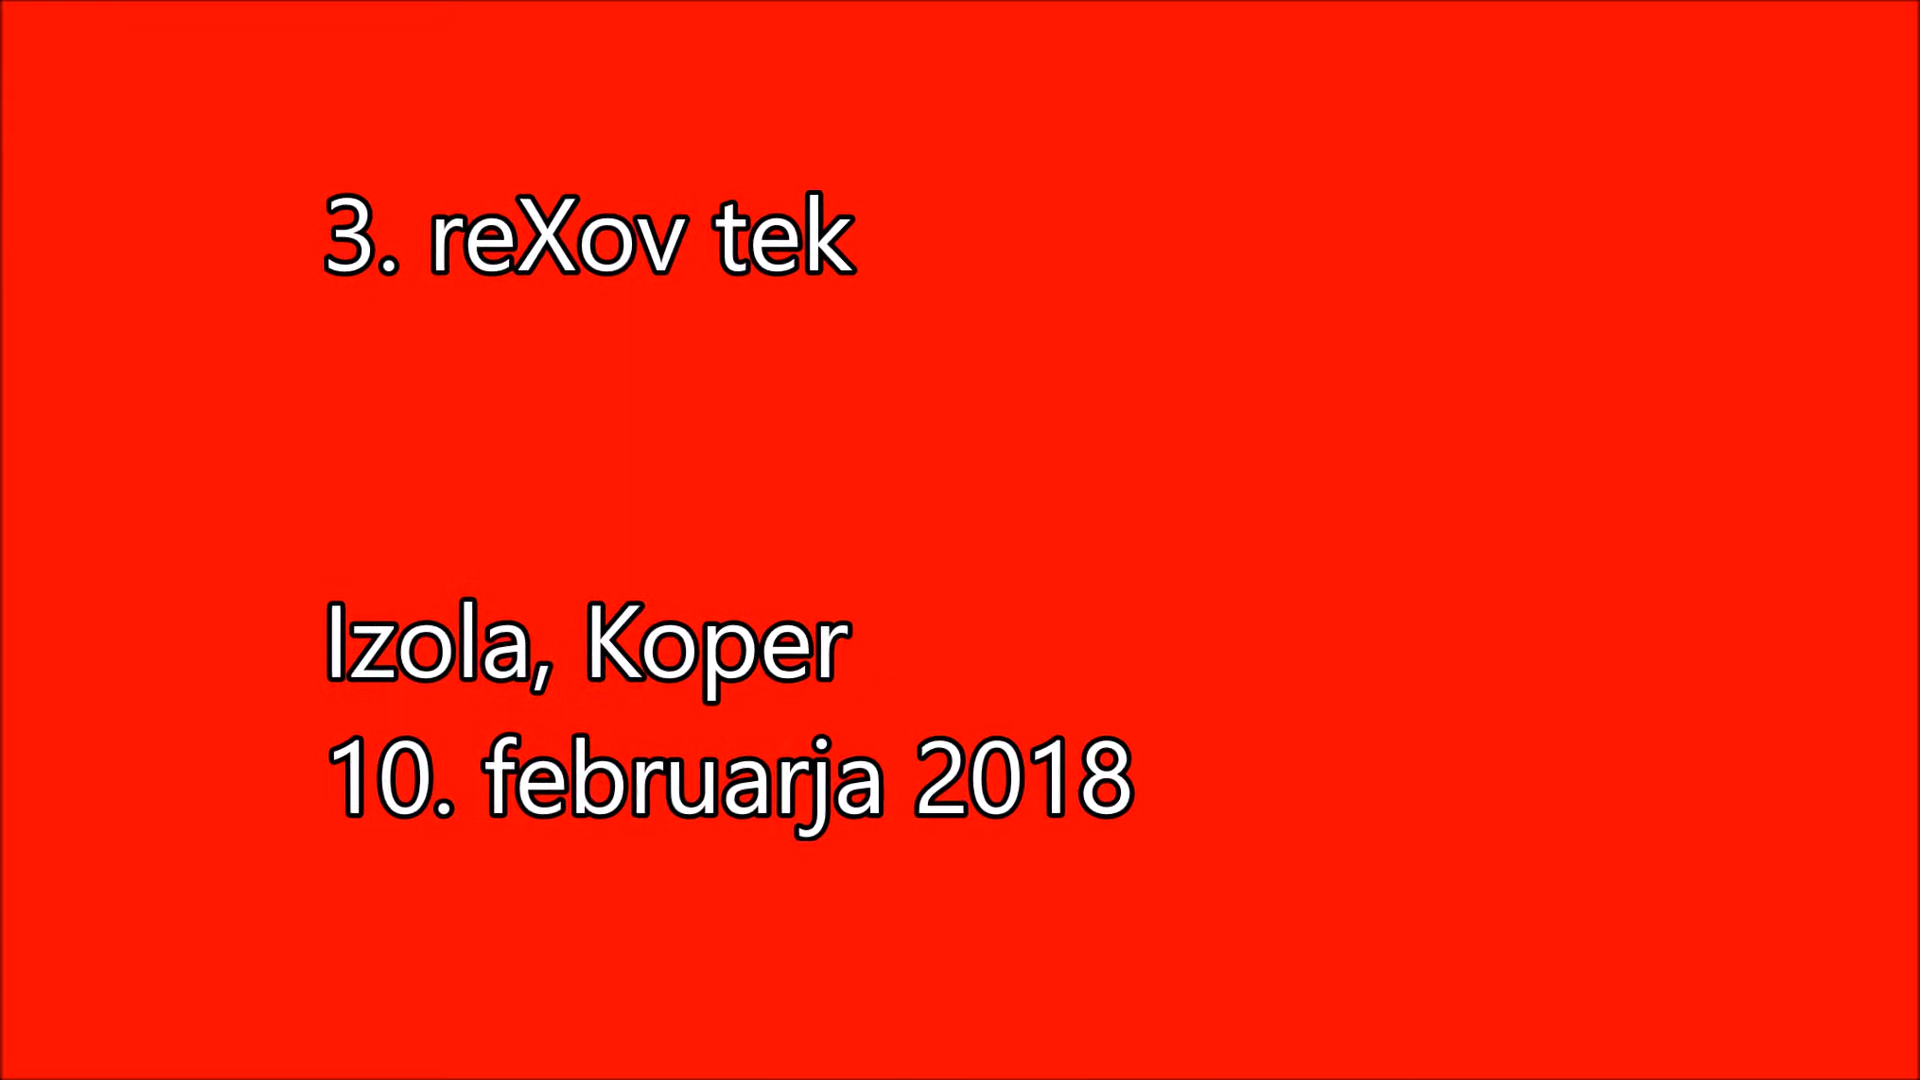 3. reXov tek
Izola, Koper
10. februarja 2018